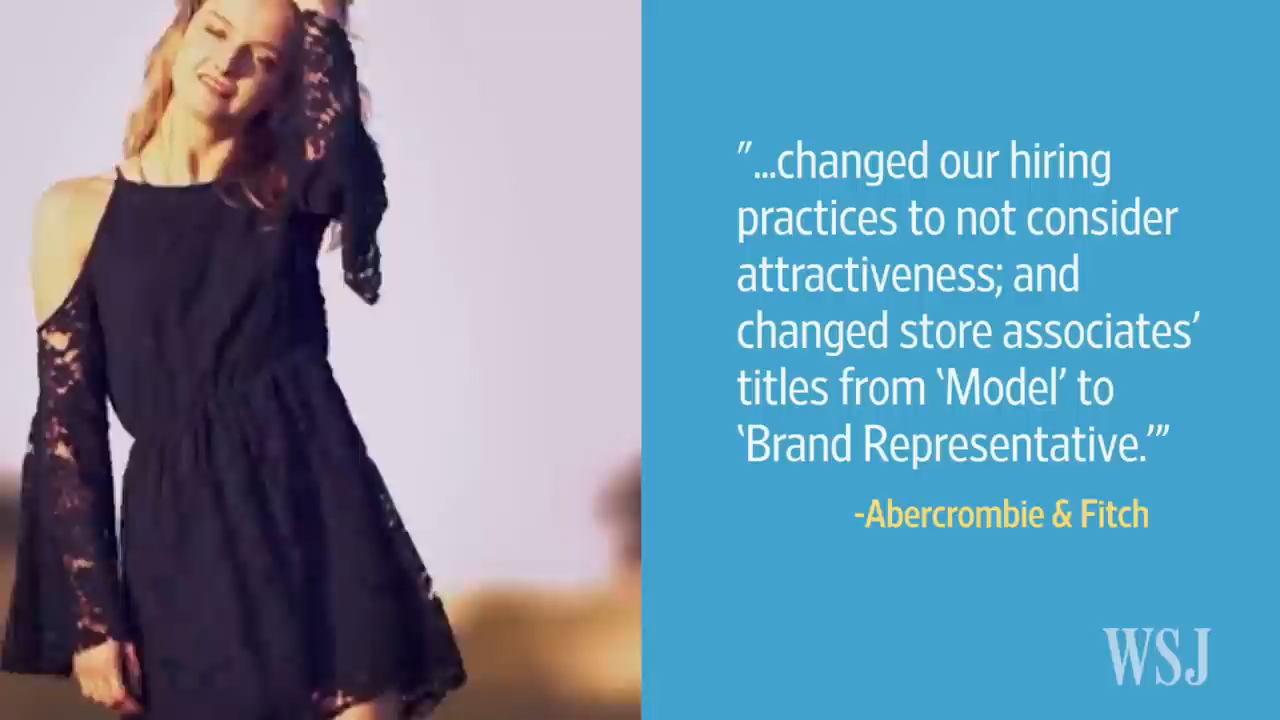 "...changed our hiring
practices to not consider
attractiveness; and
changed store associates'
titles from 'Model' to
'Brand Representative.'"
-Abercrombie & Fitch
WSJ